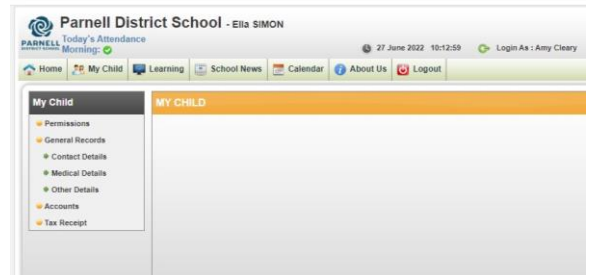 Parnell District School - Ella SIMON
PARNELL
DISTRICT SCHOOL
Today's Attendance
Morning:
27 June 2022 10:12:59 Login As : Amy Cleary
Home My Child Learning School News Calendar About Us Logout
My Child
MY CHILD
Permissions
General Records
Contact Details
Medical Details
Other Details
Accounts
Tax Receipt